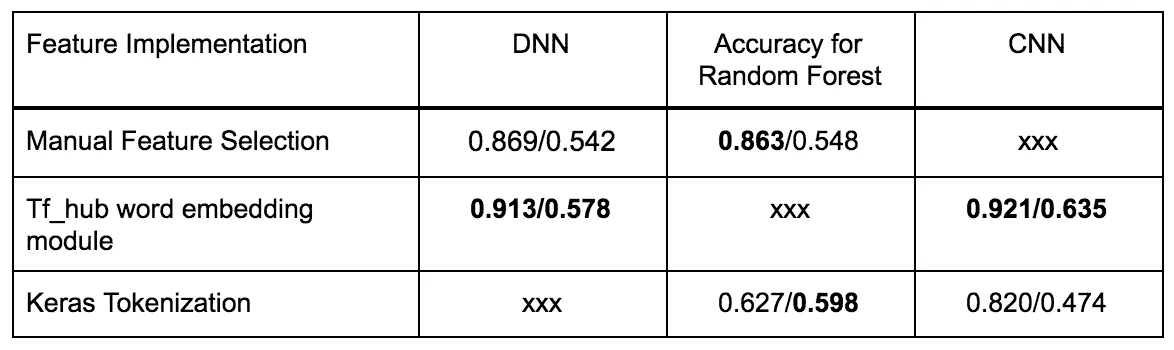 Feature Implementation DNN Accuracy for Random Forest CNN
Manual Feature Selection 0.869/0.542 0.863/0.548 xxx
Tf_hub word embedding module 0.913/0.578 xxx 0.921/0.635
Keras Tokenization xxx 0.627/0.598 0.820/0.474